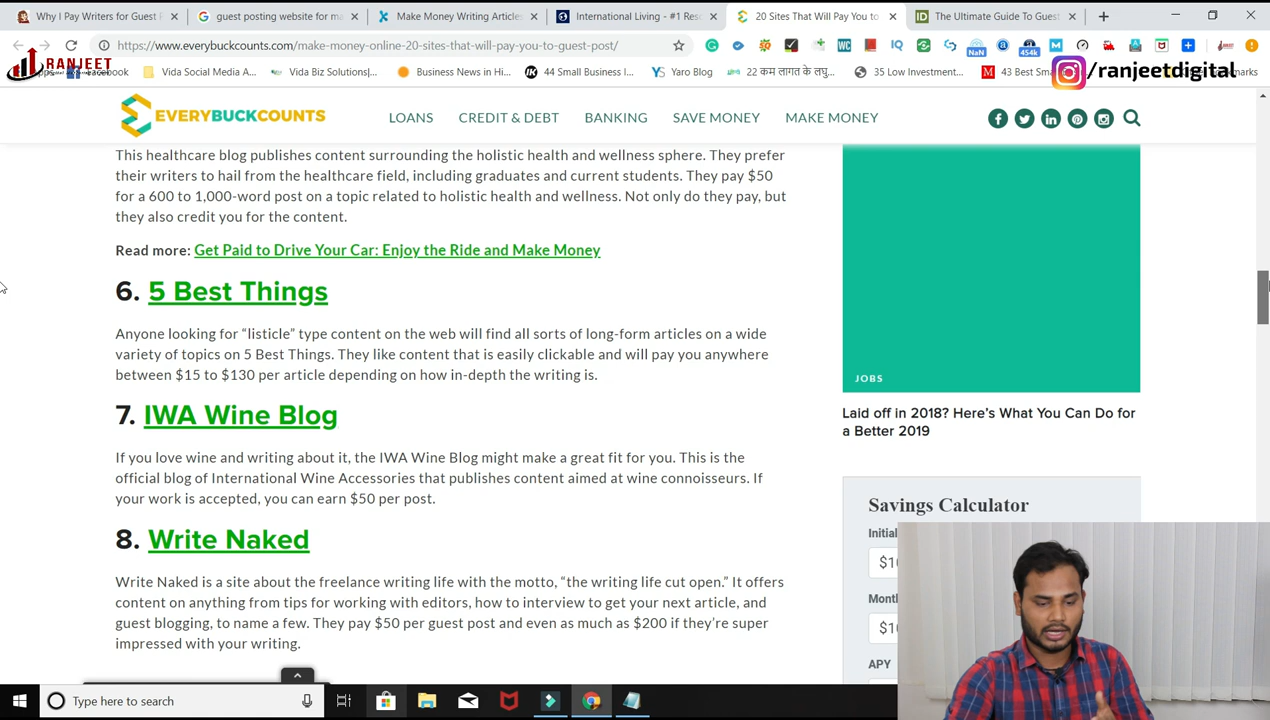 Why I Pay Writers for Guest P
guest posting website for ma
Make Money Writing Articles
International Living - #1 Res
20 Sites That Will Pay You to
The Ultimate Guide To Guest
https://www.everybuckcounts.com/make-money-online-20-sites-that-will-pay-you-to-guest-post/
WC
IQ
NaN
454k
M
RANJEET
Facebook
Vida Social Media A...
Vida Biz Solutions|...
Business News in Hi...
44 Small Business I...
YS Yaro Blog
22 कम लागत के लघु...
35 Low Investment...
M 43 Best Sma
/ranjeetdigital
EVERYBUCKCOUNTS
LOANS CREDIT & DEBT BANKING SAVE MONEY MAKE MONEY
This healthcare blog publishes content surrounding the holistic health and wellness sphere. They prefer
their writers to hail from the healthcare field, including graduates and current students. They pay $50
for a 600 to 1,000-word post on a topic related to holistic health and wellness. Not only do they pay, but
they also credit you for the content.
Read more: Get Paid to Drive Your Car: Enjoy the Ride and Make Money
6. 5 Best Things
Anyone looking for “listicle” type content on the web will find all sorts of long-form articles on a wide
variety of topics on 5 Best Things. They like content that is easily clickable and will pay you anywhere
between $15 to $130 per article depending on how in-depth the writing is.
7. IWA Wine Blog
If you love wine and writing about it, the IWA Wine Blog might make a great fit for you. This is the
official blog of International Wine Accessories that publishes content aimed at wine connoisseurs. If
your work is accepted, you can earn $50 per post.
8. Write Naked
Write Naked is a site about the freelance writing life with the motto, “the writing life cut open.” It offers
content on anything from tips for working with editors, how to interview to get your next article, and
guest blogging, to name a few. They pay $50 per guest post and even as much as $200 if they’re super
impressed with your writing.
JOBS
Laid off in 2018? Here’s What You Can Do for
a Better 2019
Savings Calculator
Initial
$10
Month
$10
APY
Type here to search